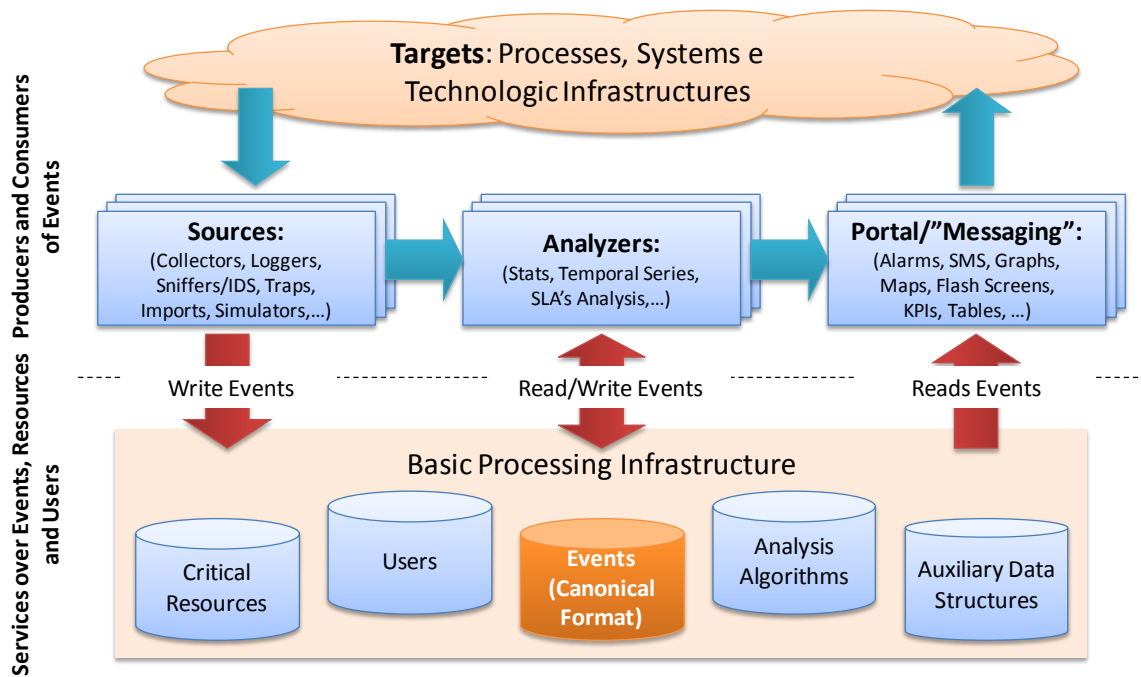 Targets: Processes, Systems e
Technologic Infrastructures
Producers and Consumers
of Events
Sources:
(Collectors, Loggers,
Sniffers/IDS, Traps,
Imports, Simulators,...)
Analyzers:
(Stats, Temporal Series,
SLA's Analysis,...)
Portal/"Messaging":
(Alarms, SMS, Graphs,
Maps, Flash Screens,
KPIs, Tables, ...)
Write Events
Read/Write Events
Reads Events
Services over Events, Resources
and Users
Basic Processing Infrastructure
Critical
Resources
Users
Events
(Canonical
Format)
Analysis
Algorithms
Auxiliary Data
Structures